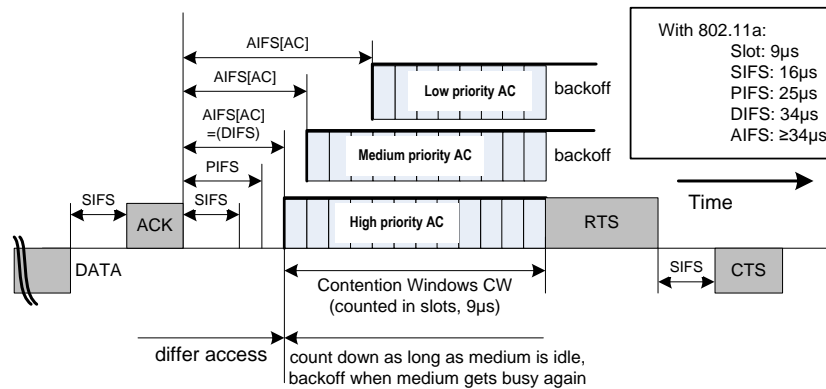 AIFS[AC]
AIFS[AC]
AIFS[AC]
=(DIFS)
PIFS
SIFS
SIFS
ACK
DATA
Low priority AC
backoff
Medium priority AC
backoff
High priority AC
RTS
SIFS
CTS
With 802.11a:
Slot: 9µs
SIFS: 16µs
PIFS: 25µs
DIFS: 34µs
AIFS: ≥34µs
Time
Contention Windows CW
(counted in slots, 9µs)
differ access
count down as long as medium is idle,
backoff when medium gets busy again